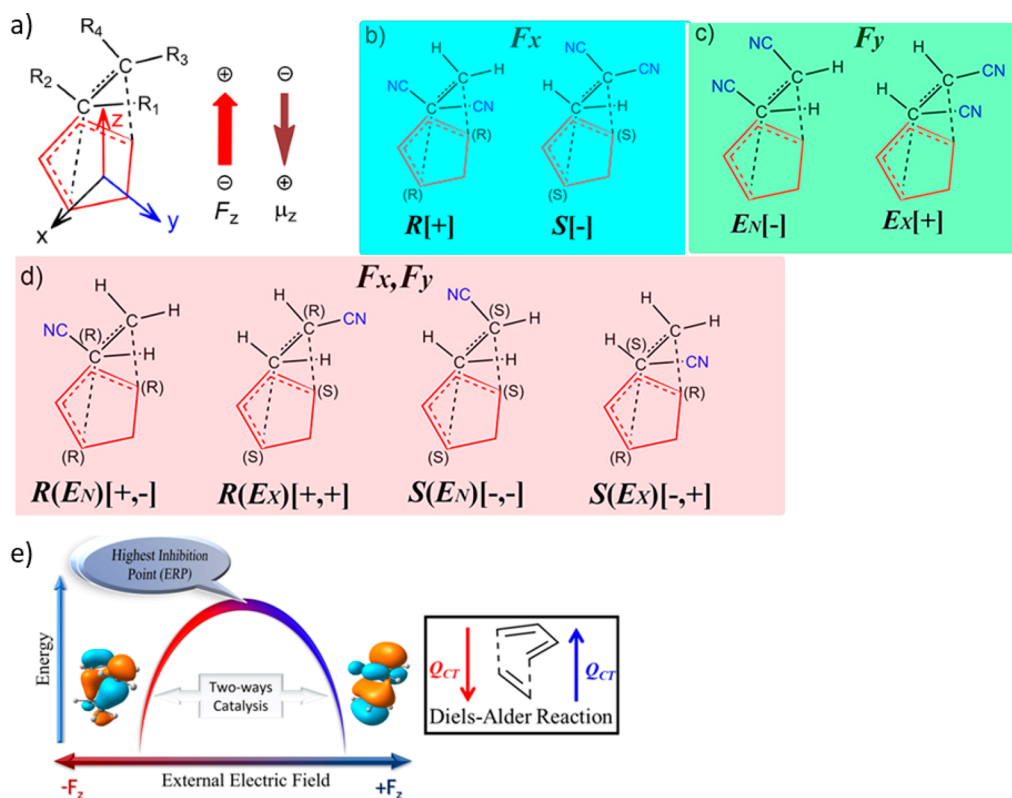 a)
R4
R3
R2
C
C
R1
z
x
y
⊕ ⊖
⊖ ⊕
Fz μz
b) Fx
H CN
C
NC H
C CN
(R)
(R)
R[+]
NC
C CN
H H
C H
(S)
(S)
S[-]
c) Fy
NC H
C
NC H
C H
EN[-]
H
C CN
H CN
C
EX[+]
d) Fx,Fy
H
C H
NC (R)
C H
(R)
(R)
R(EN)[+,-]
H (R)
C CN
H
C H
(S)
(S)
R(EX)[+,+]
NC (S)
C H
H
C H
(S)
(S)
S(EN)[-,-]
H
C H
H (S)
C CN
(R)
(R)
S(EX)[-,+]
e)
Highest Inhibition
Point (ERP)
Energy
Two-ways
Catalysis
-Fz
External Electric Field
+Fz
QCT
QCT
Diels-Alder Reaction